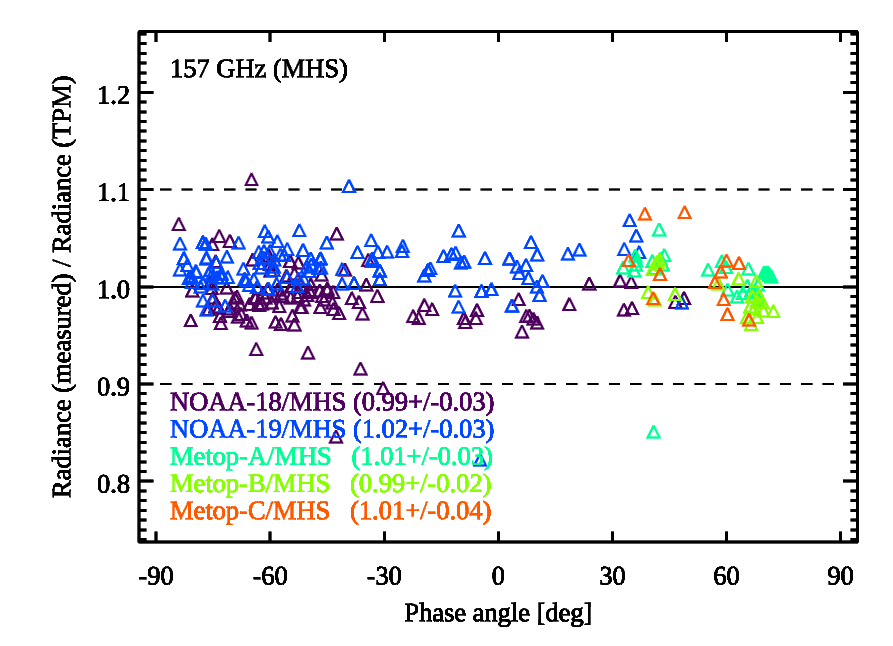 157 GHz (MHS)
Radiance (measured) / Radiance (TPM)
1.2
1.1
1.0
0.9
0.8
NOAA-18/MHS (0.99+/-0.03)
NOAA-19/MHS (1.02+/-0.03)
Metop-A/MHS (1.01+/-0.03)
Metop-B/MHS (0.99+/-0.02)
Metop-C/MHS (1.01+/-0.04)
-90 -60 -30 0 30 60 90
Phase angle [deg]